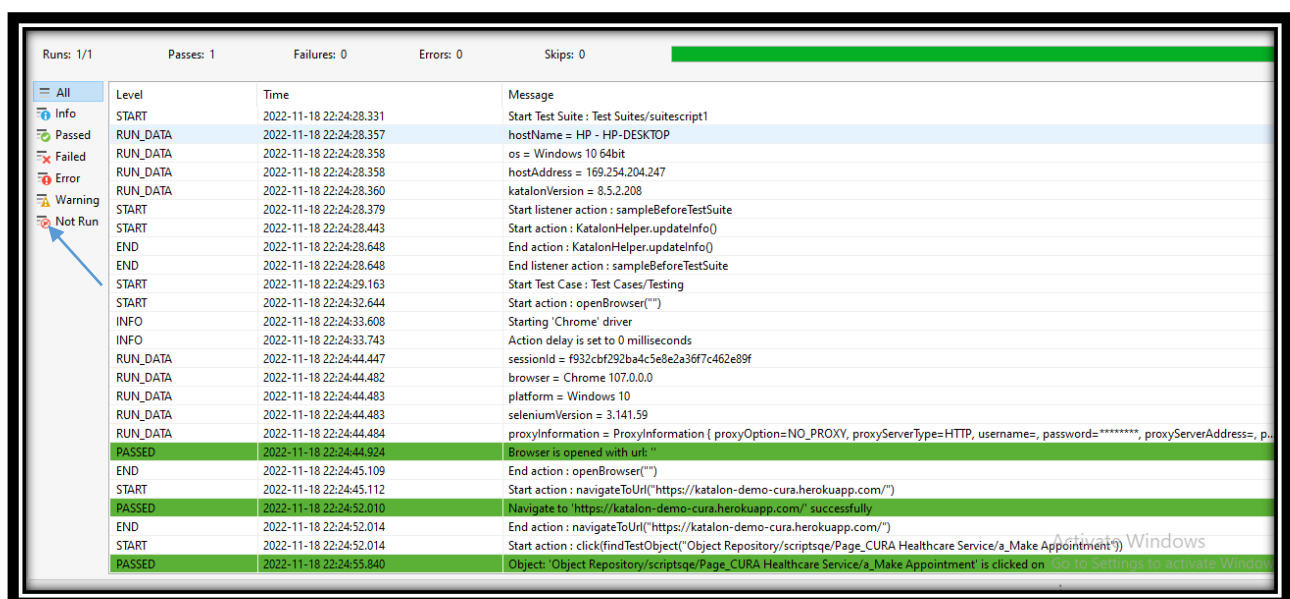 Runs: 1/1 Passes: 1 Failures: 0 Errors: 0 Skips: 0
All
Info
Passed
Failed
Error
Warning
Not Run
Level Time Message
START 2022-11-18 22:24:28.331 Start Test Suite : Test Suites/suitescript1
RUN_DATA 2022-11-18 22:24:28.357 hostName = HP - HP-DESKTOP
RUN_DATA 2022-11-18 22:24:28.358 os = Windows 10 64bit
RUN_DATA 2022-11-18 22:24:28.358 hostAddress = 169.254.204.247
RUN_DATA 2022-11-18 22:24:28.360 katalonVersion = 8.5.2.208
START 2022-11-18 22:24:28.379 Start listener action : sampleBeforeTestSuite
START 2022-11-18 22:24:28.443 Start action : KatalonHelper.updateInfo()
END 2022-11-18 22:24:28.648 End action : KatalonHelper.updateInfo()
END 2022-11-18 22:24:28.648 End listener action : sampleBeforeTestSuite
START 2022-11-18 22:24:29.163 Start Test Case : Test Cases/Testing
START 2022-11-18 22:24:32.644 Start action : openBrowser("")
INFO 2022-11-18 22:24:33.608 Starting 'Chrome' driver
INFO 2022-11-18 22:24:33.743 Action delay is set to 0 milliseconds
RUN_DATA 2022-11-18 22:24:44.447 sessionId = f932cbf292ba4c5e8e2a36f7c462e89f
RUN_DATA 2022-11-18 22:24:44.482 browser = Chrome 107.0.0.0
RUN_DATA 2022-11-18 22:24:44.483 platform = Windows 10
RUN_DATA 2022-11-18 22:24:44.483 seleniumVersion = 3.141.59
RUN_DATA 2022-11-18 22:24:44.484 proxyInformation = ProxyInformation { proxyOption=NO_PROXY, proxyServerType=HTTP, username=, password=********, proxyServerAddress=, p...
PASSED 2022-11-18 22:24:44.924 Browser is opened with url: ''
END 2022-11-18 22:24:45.109 End action : openBrowser("")
START 2022-11-18 22:24:45.112 Start action : navigateToUrl("https://katalon-demo-cura.herokuapp.com/")
PASSED 2022-11-18 22:24:52.010 Navigate to 'https://katalon-demo-cura.herokuapp.com/' successfully
END 2022-11-18 22:24:52.014 End action : navigateToUrl("https://katalon-demo-cura.herokuapp.com/")
START 2022-11-18 22:24:52.014 Start action : click(findTestObject("Object Repository/scriptsqe/Page_CURA Healthcare Service/a_Make Appointment"))
PASSED 2022-11-18 22:24:55.840 Object: 'Object Repository/scriptsqe/Page_CURA Healthcare Service/a_Make Appointment' is clicked on
Activate Windows
Go to Settings to activate Window